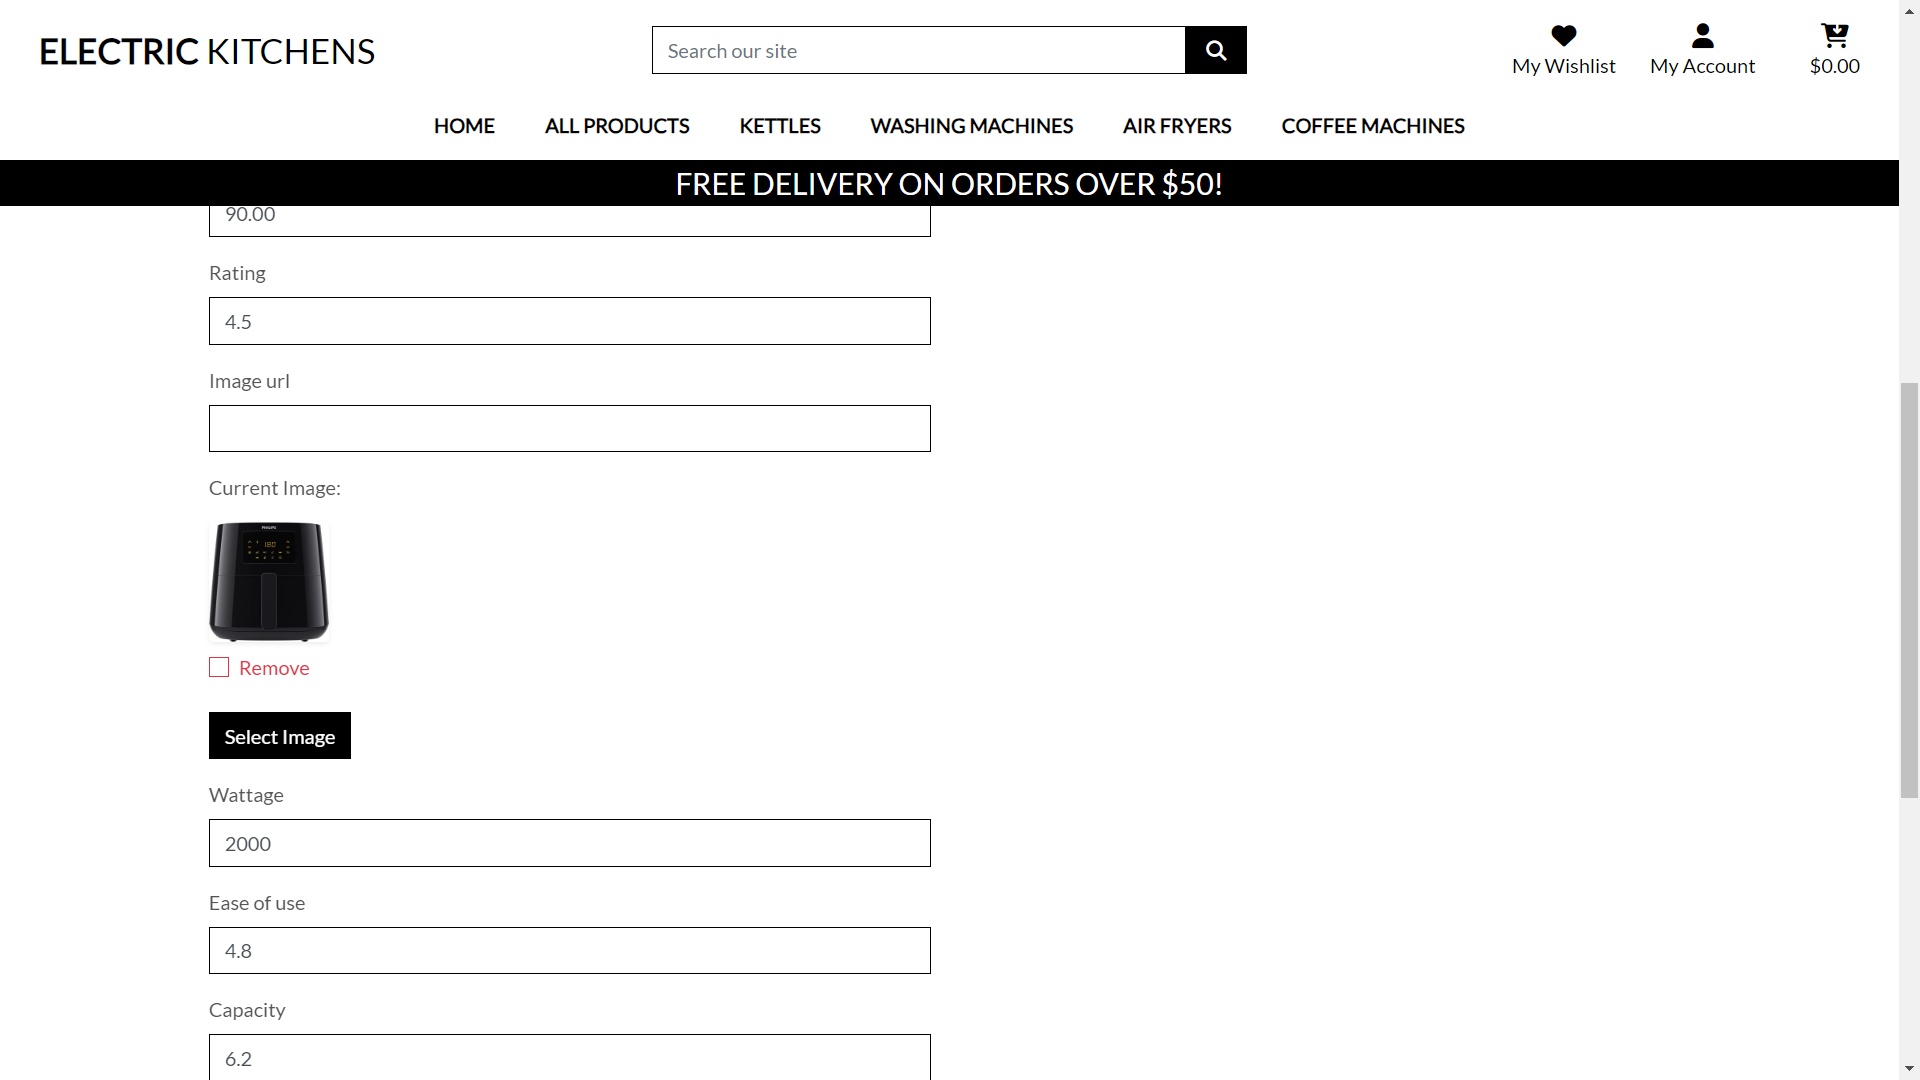 ELECTRIC KITCHENS
Search our site
My Wishlist
My Account
$0.00
HOME
ALL PRODUCTS
KETTLES
WASHING MACHINES
AIR FRYERS
COFFEE MACHINES
FREE DELIVERY ON ORDERS OVER $50!
90.00
Rating
4.5
Image url
Current Image:
PHILIPS
180
Remove
Select Image
Wattage
2000
Ease of use
4.8
Capacity
6.2